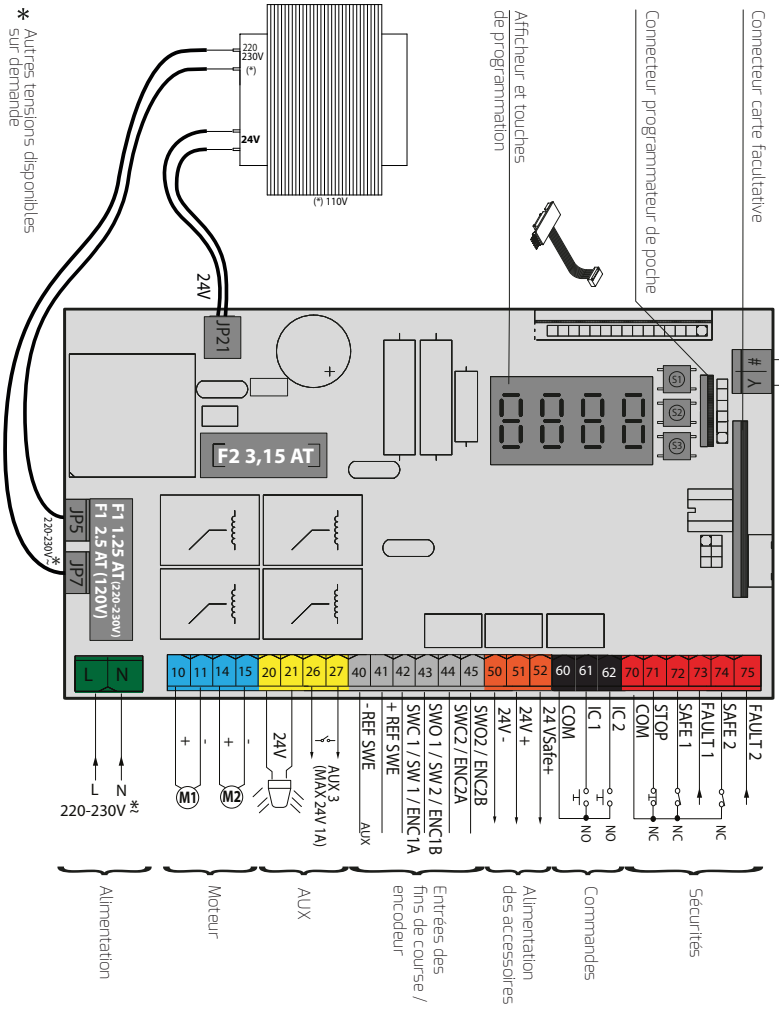 * Autres tensions disponibles
sur demande
220
230V
(*)
24V
(*) 110V
Afficheur et touches
de programmation
Connecteur programmateur de poche
Connecteur carte facultative
24V
JP21
+
F2 3,15 AT
8888
S1
S2
S3
# Y
JP5
JP7
220-230V~ *
F1 1.25 AT (220-230V)
F1 2.5 AT (120V)
L N
10 11 14 15 20 21 26 27 40 41 42 43 44 45 50 51 52 60 61 62 70 71 72 73 74 75
L
N
220-230V ~*
+
-
M1
+
-
M2
24V
AUX 3
(MAX 24V 1A)
AUX
- REF SWE
+ REF SWE
SWC 1 / SW 1 / ENC1A
SWO 1 / SW 2 / ENC1B
SWC2 / ENC2A
SWO2 / ENC2B
24V -
24V +
24 VSafe+
COM
IC 1
IC 2
NO
NO
COM
STOP
SAFE 1
FAULT 1
SAFE 2
FAULT 2
NC
NC
NC
Alimentation
Moteur
AUX
Entrées des
fins de course /
encodeur
Alimentation
des accessoires
Commandes
Sécurités